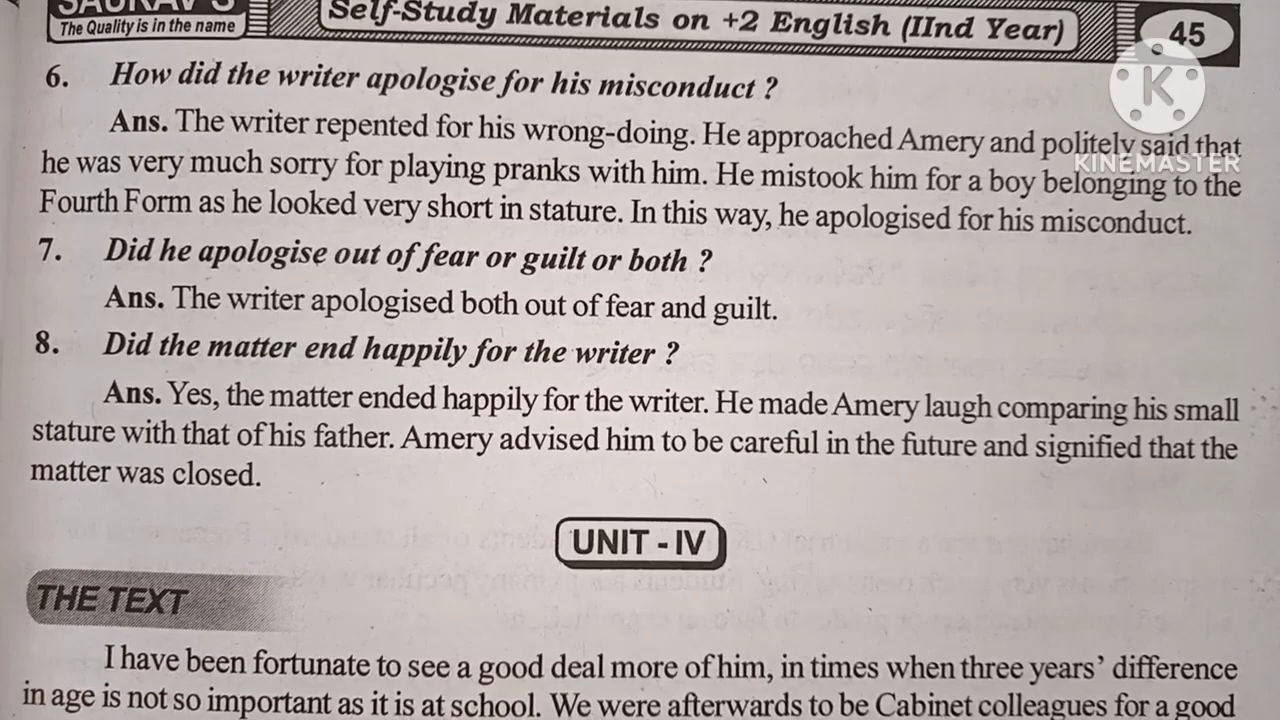 SAURAV'S
The Quality is in the name
Self-Study Materials on +2 English (IInd Year)
45
K
KINEMASTER
6. How did the writer apologise for his misconduct ?
Ans. The writer repented for his wrong-doing. He approached Amery and politely said that
he was very much sorry for playing pranks with him. He mistook him for a boy belonging to the
Fourth Form as he looked very short in stature. In this way, he apologised for his misconduct.
7. Did he apologise out of fear or guilt or both ?
Ans. The writer apologised both out of fear and guilt.
8. Did the matter end happily for the writer ?
Ans. Yes, the matter ended happily for the writer. He made Amery laugh comparing his small
stature with that of his father. Amery advised him to be careful in the future and signified that the
matter was closed.
UNIT - IV
THE TEXT
I have been fortunate to see a good deal more of him, in times when three years' difference
in age is not so important as it is at school. We were afterwards to be Cabinet colleagues for a good